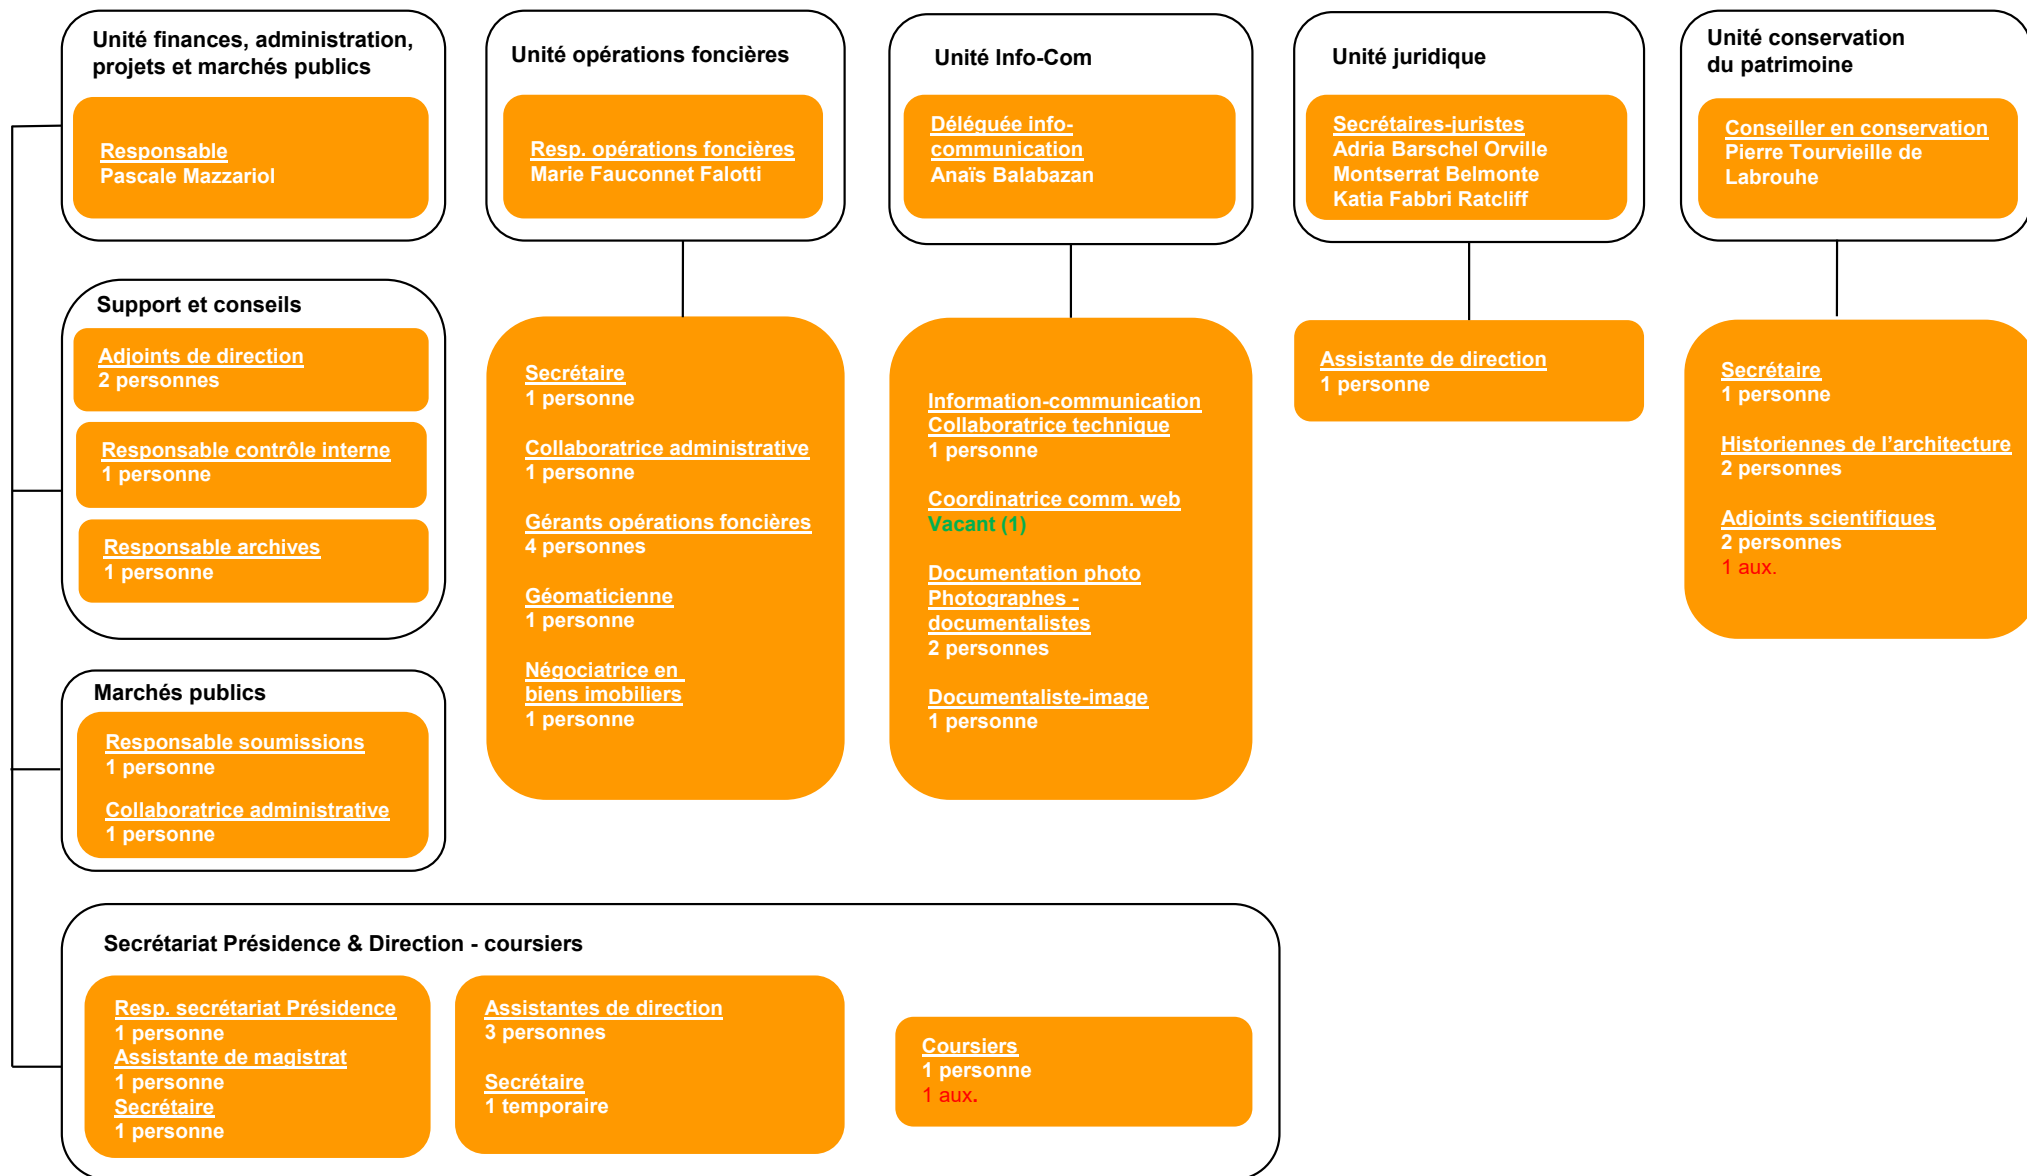 Unité finances, administration,
projets et marchés publics
Responsable
Pascale Mazzariol
Support et conseils
Adjoints de direction
2 personnes
Responsable contrôle interne
1 personne
Responsable archives
1 personne
Marchés publics
Responsable soumissions
1 personne
Collaboratrice administrative
1 personne
Unité opérations foncières
Resp. opérations foncières
Marie Fauconnet Falotti
Secrétaire
1 personne
Collaboratrice administrative
1 personne
Gérants opérations foncières
4 personnes
Géomaticienne
1 personne
Négociatrice en
biens imobiliers
1 personne
Unité Info-Com
Déléguée info-
communication
Anaïs Balabazan
Information-communication
Collaboratrice technique
1 personne
Coordinatrice comm. web
Vacant (1)
Documentation photo
Photographes -
documentalistes
2 personnes
Documentaliste-image
1 personne
Unité juridique
Secrétaires-juristes
Adria Barschel Orville
Montserrat Belmonte
Katia Fabbri Ratcliff
Assistante de direction
1 personne
Unité conservation
du patrimoine
Conseiller en conservation
Pierre Tourvieille de
Labrouhe
Secrétaire
1 personne
Historiennes de l’architecture
2 personnes
Adjoints scientifiques
2 personnes
1 aux.
Secrétariat Présidence & Direction - coursiers
Resp. secrétariat Présidence
1 personne
Assistante de magistrat
1 personne
Secrétaire
1 personne
Assistantes de direction
3 personnes
Secrétaire
1 temporaire
Coursiers
1 personne
1 aux.